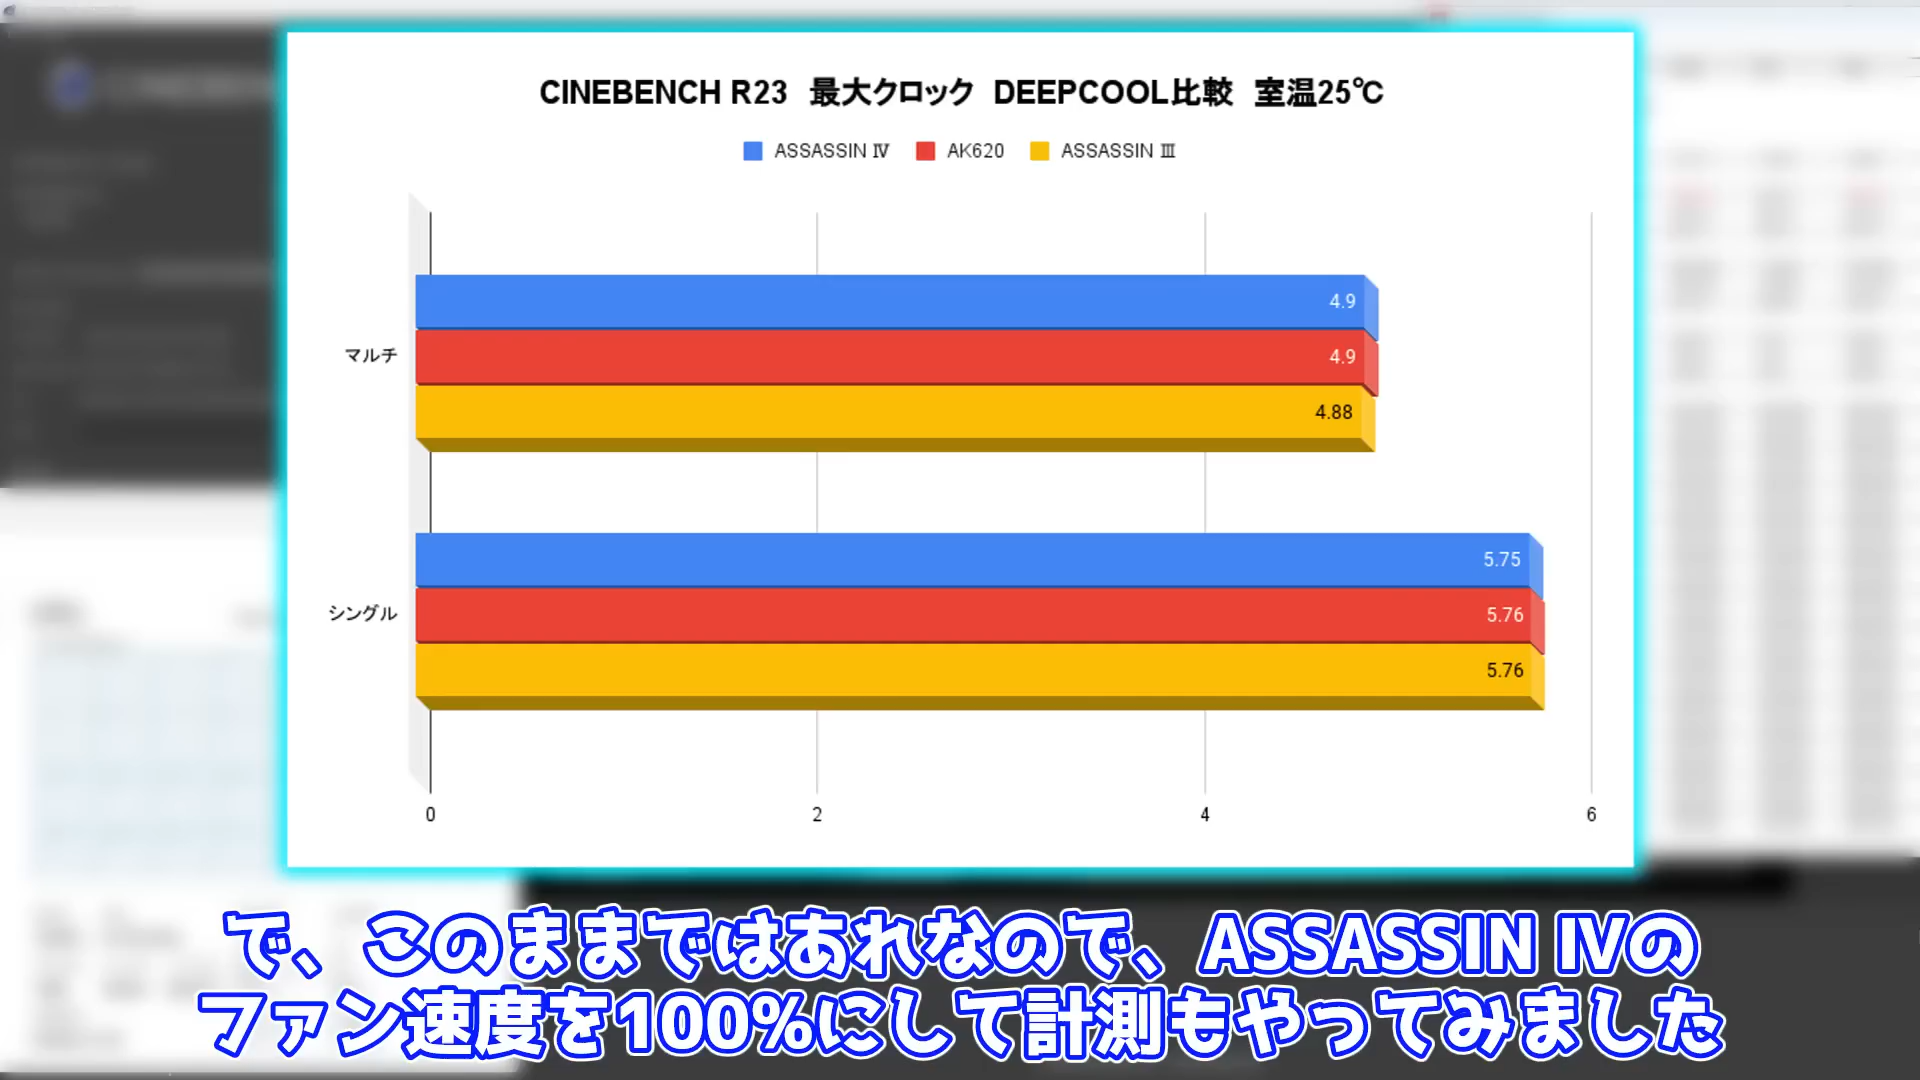 CINEBENCH R23　最大クロック　DEEPCOOL比較　室温25℃
ASSASSIN Ⅳ AK620 ASSASSIN Ⅲ
マルチ
4.9
4.9
4.88
シングル
5.75
5.76
5.76
0 2 4 6
で、このままではあれなので、ASSASSIN Ⅳの
ファン速度を100%にして計測もやってみました